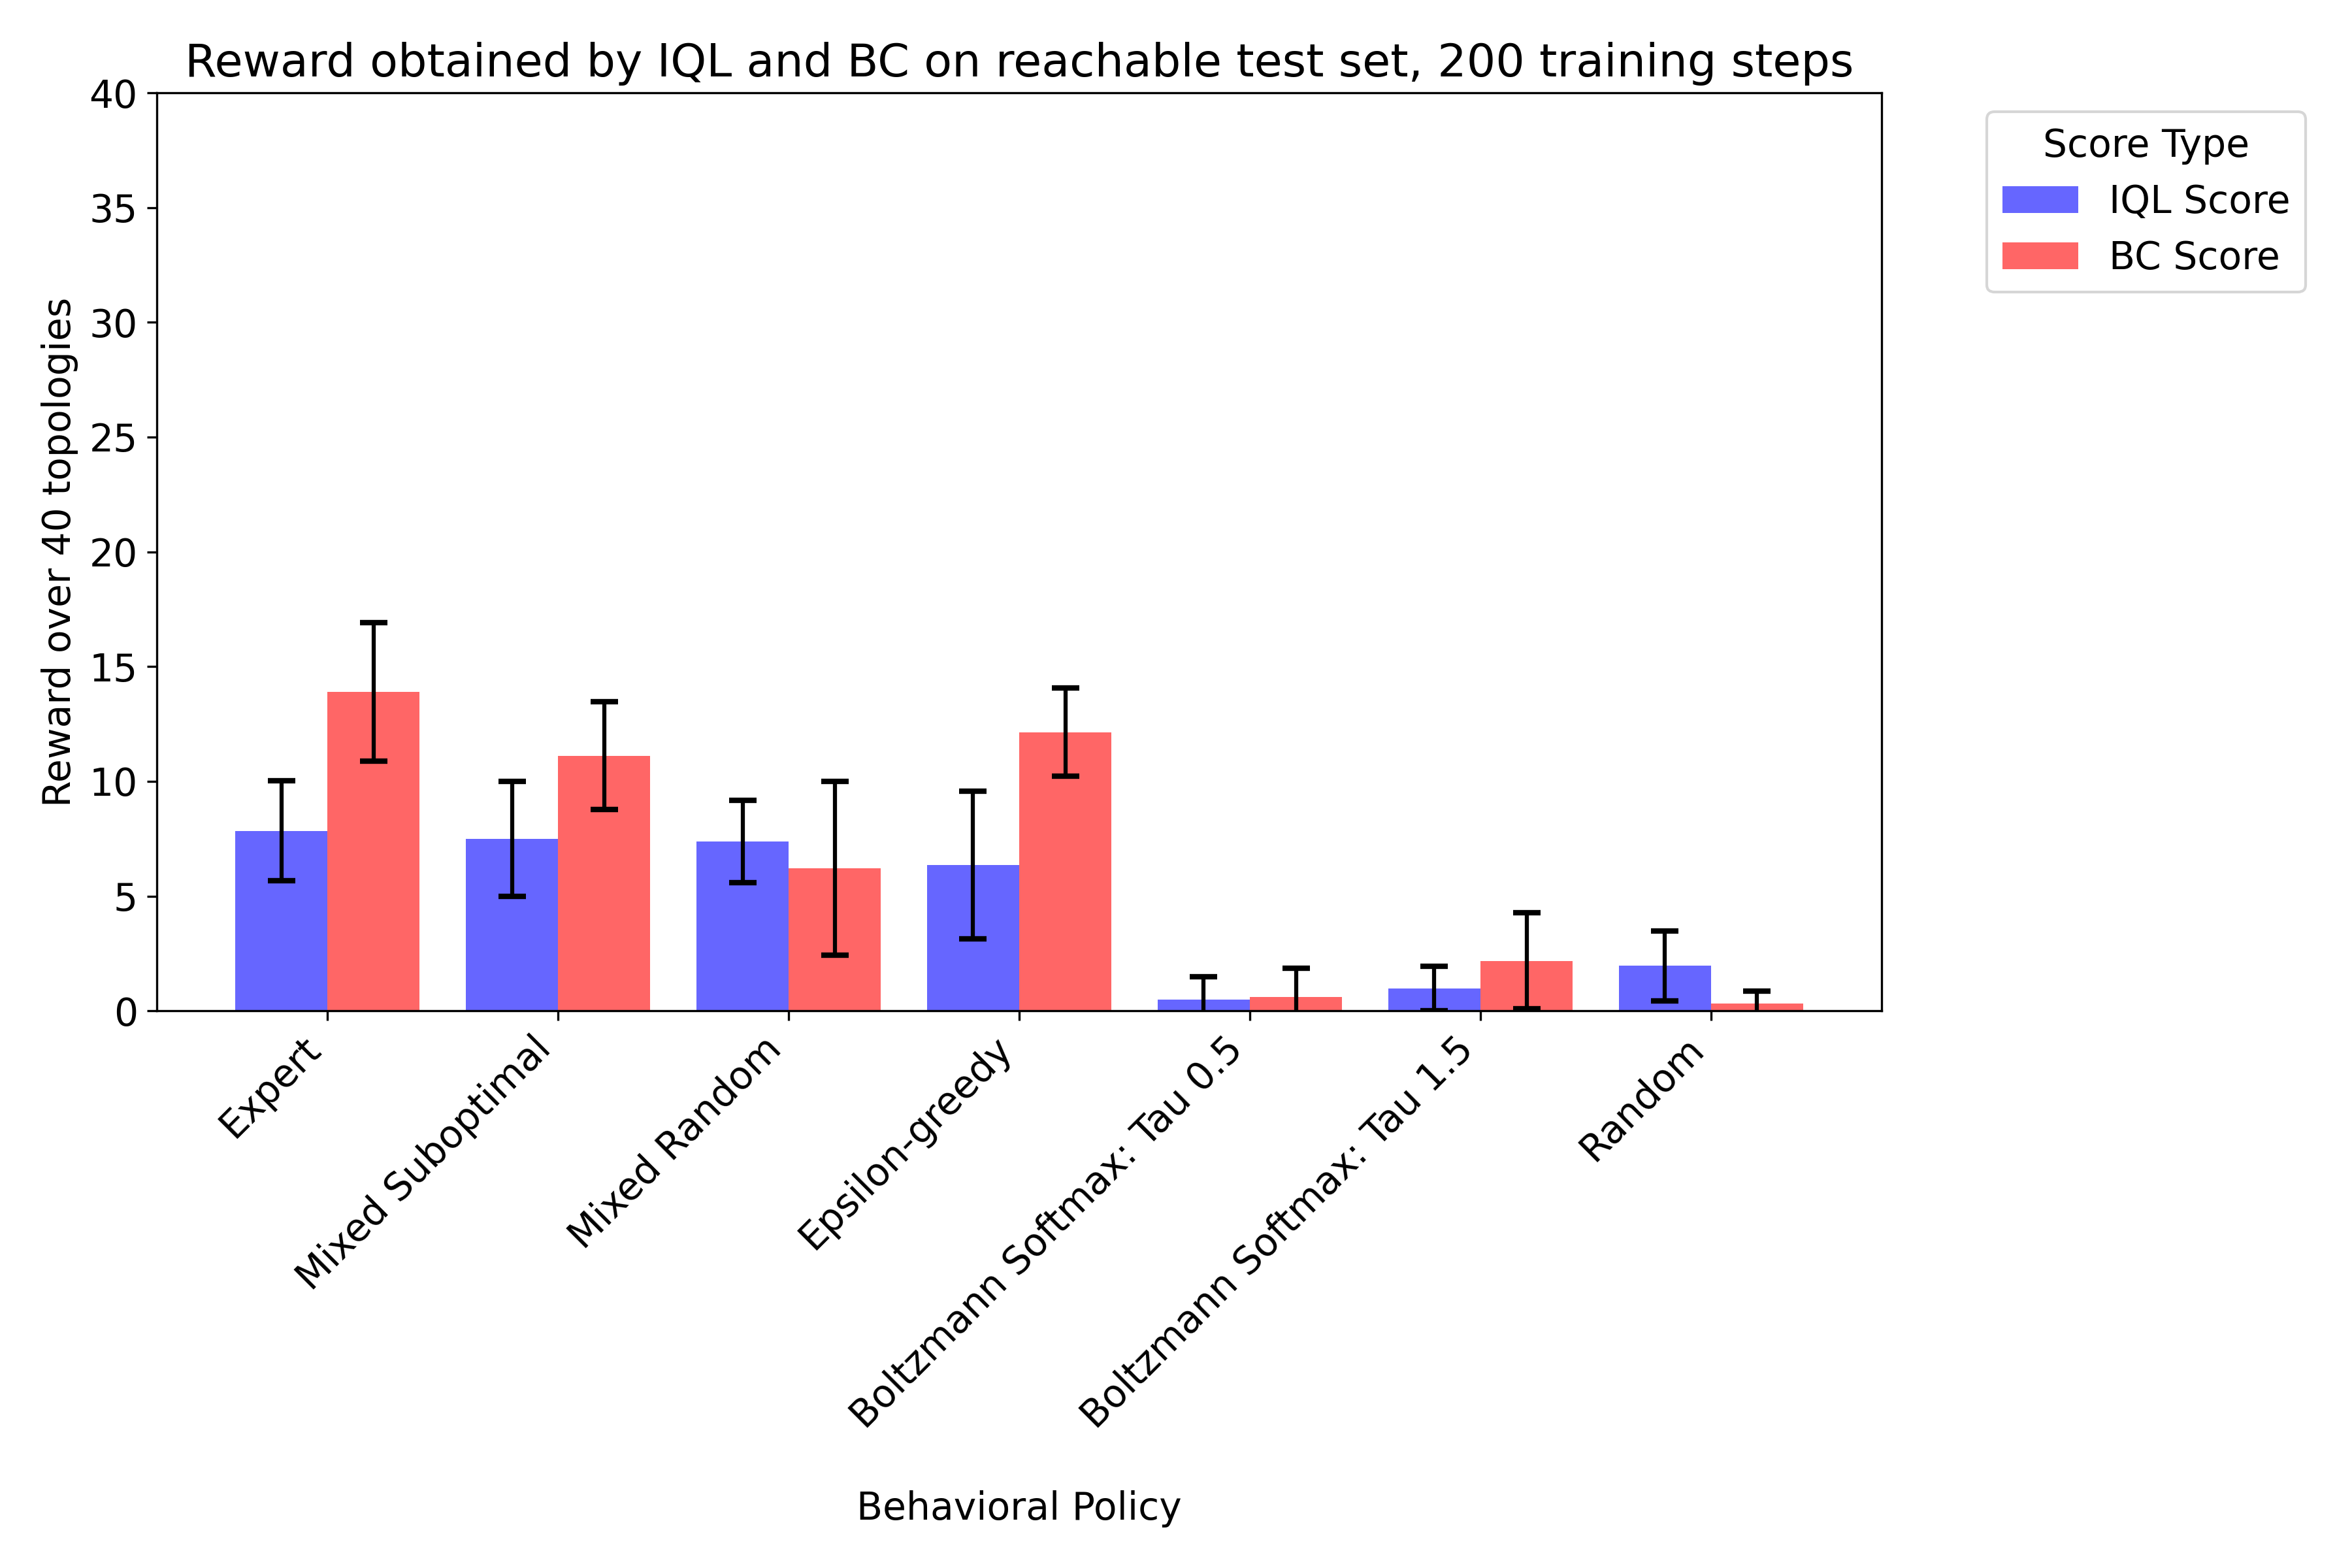 Reward obtained by IQL and BC on reachable test set, 200 training steps
Reward over 40 topologies
40
35
30
25
20
15
10
5
0
Expert
Mixed Suboptimal
Mixed Random
Epsilon-greedy
Boltzmann Softmax: Tau 0.5
Boltzmann Softmax: Tau 1.5
Random
Behavioral Policy
Score Type
IQL Score
BC Score